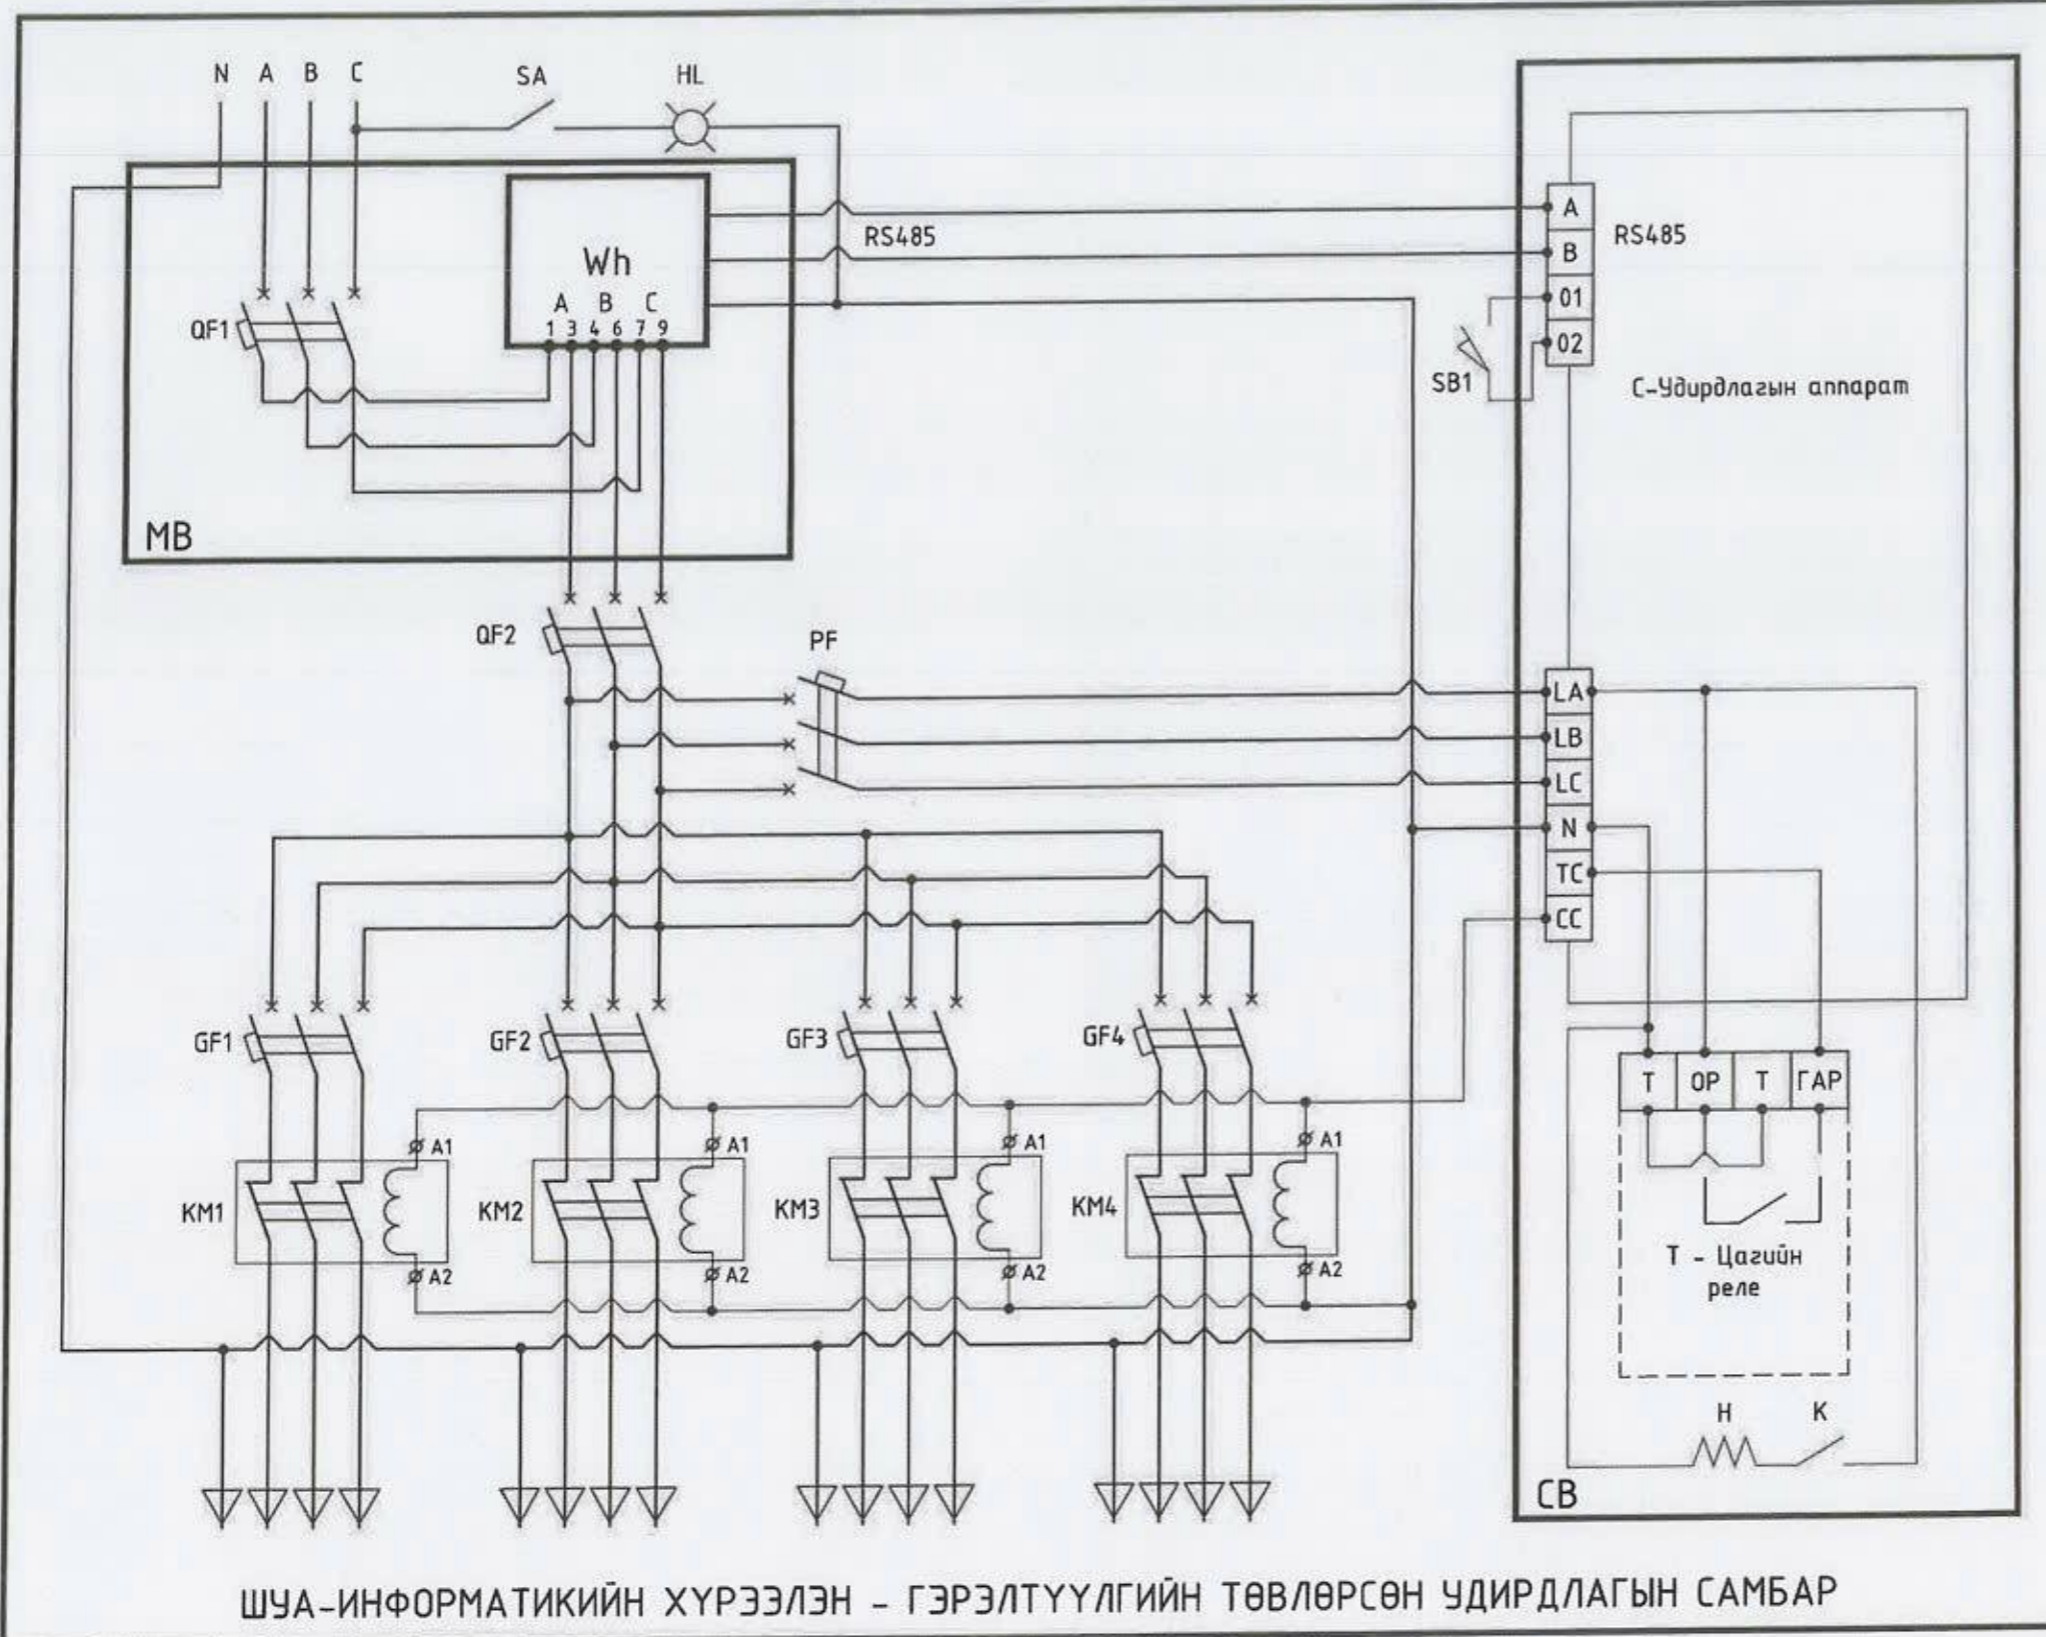 N A B C SA HL
RS485
Wh
A B C
1 3 4 6 7 9
QF1
MB
A
B
01
02
RS485
SB1
С-Удирдлагын аппарат
QF2
PF
LA
LB
LC
N
TC
CC
GF1 GF2 GF3 GF4
A1 A1 A1 A1
KM1 KM2 KM3 KM4
A2 A2 A2 A2
Т ОР Т ГАР
Т - Цагийн
реле
H K
CB
ШУА-ИНФОРМАТИКИЙН ХҮРЭЭЛЭН - ГЭРЭЛТҮҮЛГИЙН ТӨВЛӨРСӨН УДИРДЛАГЫН САМБАР